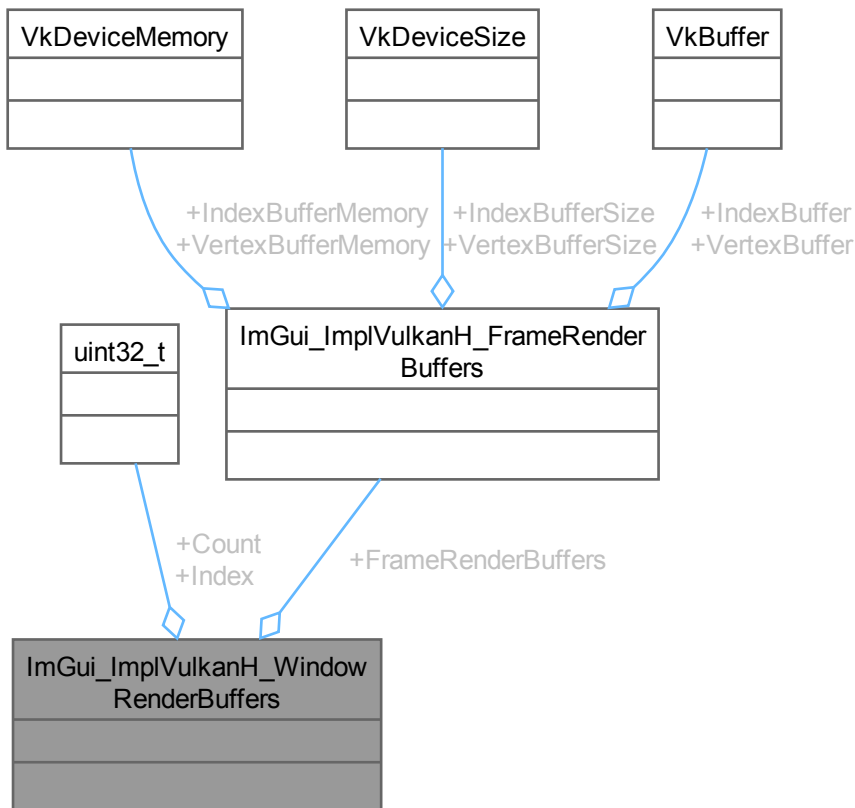 VkDeviceMemory
VkDeviceSize
VkBuffer
+IndexBufferMemory
+VertexBufferMemory
+IndexBufferSize
+VertexBufferSize
+IndexBuffer
+VertexBuffer
uint32_t
ImGui_ImplVulkanH_FrameRender
Buffers
+Count
+Index
+FrameRenderBuffers
ImGui_ImplVulkanH_Window
RenderBuffers